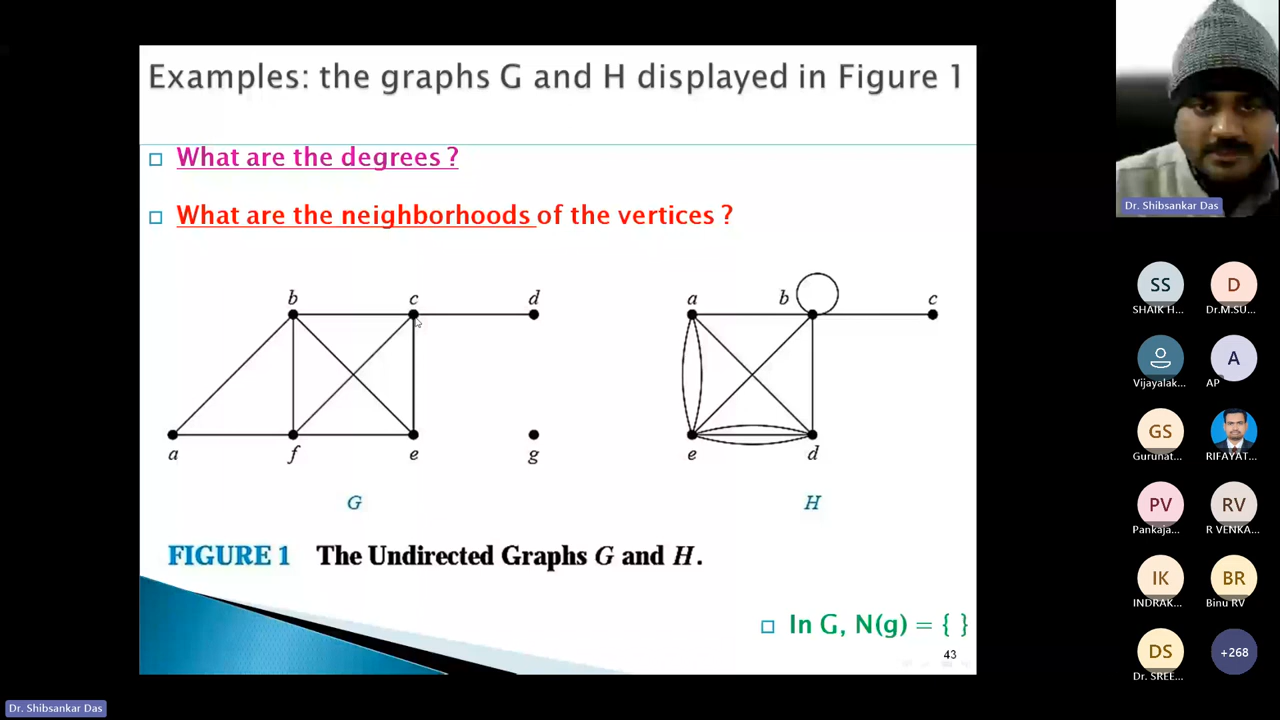 Examples: the graphs G and H displayed in Figure 1
What are the degrees ?
What are the neighborhoods of the vertices ?
b c d
a f e g
G
a b c
e d
H
FIGURE 1 The Undirected Graphs G and H.
In G, N(g) = { }
43
Dr. Shibsankar Das
SS D
SHAIK H... Dr.M.SU...
A
Vijayalak... AP
GS
Gurunat... RIFAYAT...
PV RV
Pankaja... R VENKA...
IK BR
INDRAK... Binu RV
DS +268
Dr. SREE...
Dr. Shibsankar Das